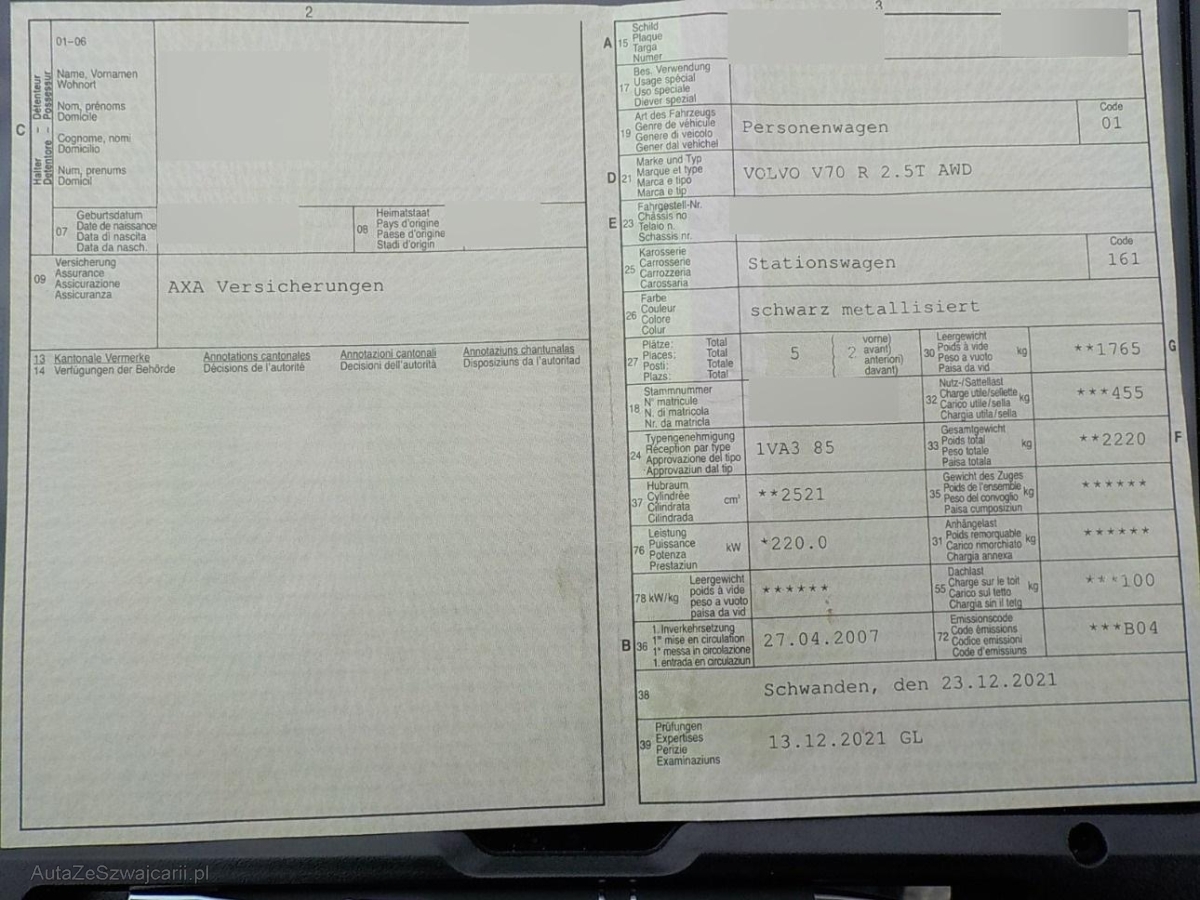 2
01-06
C
Halter – Détenteur
Detentore – Possessur
Name, Vornamen
Wohnort
Nom, prénoms
Domicile
Cognome, nomi
Domicilio
Num, prenums
Domicil
07
Geburtsdatum
Date de naissance
Data di nascita
Data da nasch.
08
Heimatstaat
Pays d'origine
Paese d'origine
Stadi d'origin
09
Versicherung
Assurance
Assicurazione
Assicuranza
AXA Versicherungen
13 Kantonale Vermerke Annotations cantonales Annotazioni cantonali Annotaziuns chantunalas
14 Verfügungen der Behörde Décisions de l'autorité Decisioni dell'autorità Disposiziuns da l'autoritad
3
A 15
Schild
Plaque
Targa
Numer
17
Bes. Verwendung
Usage spécial
Uso speciale
Diever spezial
19
Art des Fahrzeugs
Genre de véhicule
Genere di veicolo
Gener dal vehichel
Personenwagen
Code
01
D 21
Marke und Typ
Marque et type
Marca e tipo
Marca e tip
VOLVO V70 R 2.5T AWD
E 23
Fahrgestell-Nr.
Châssis no
Telaio n.
Schassis nr.
25
Karosserie
Carrosserie
Carrozzeria
Carossaria
Stationswagen
Code
161
26
Farbe
Couleur
Colore
Colur
schwarz metallisiert
27
Plätze: Total
Places: Total
Posti: Totale
Plazs: Total
5
2
vorne)
avant)
anteriori)
davant)
30
Leergewicht
Poids à vide
Peso a vuoto
Paisa da vid
kg
**1765
G
18
Stammnummer
N° matricule
N. di matricola
Nr. da matricla
32
Nutz-/Sattellast
Charge utile/sellette
Carico utile/sella
Chargia utila/sella
kg
***455
24
Typengenehmigung
Réception par type
Approvazione del tipo
Approvaziun dal tip
1VA3 85
33
Gesamtgewicht
Poids total
Peso totale
Paisa totala
kg
**2220
F
37
Hubraum
Cylindrée
Cilindrata
Cilindrada
cm³
**2521
35
Gewicht des Zuges
Poids de l'ensemble
Peso del convoglio
Paisa cumposiziun
kg
******
76
Leistung
Puissance
Potenza
Prestaziun
kW
*220.0
31
Anhängelast
Poids remorquable
Carico rimorchiato
Chargia annexa
kg
******
78 kW/kg
Leergewicht
poids à vide
peso a vuoto
paisa da vid
******
55
Dachlast
Charge sur le toit
Carico sul tetto
Chargia sin il tetg
kg
***100
B 36
1. Inverkehrsetzung
1re mise en circulation
1a messa in circolazione
1. entrada en circulaziun
27.04.2007
72
Emissionscode
Code émissions
Codice emissioni
Code d'emissiuns
***B04
38
Schwanden, den 23.12.2021
39
Prüfungen
Expertises
Perizie
Examinaziuns
13.12.2021 GL
AutaZeSzwajcarii.pl